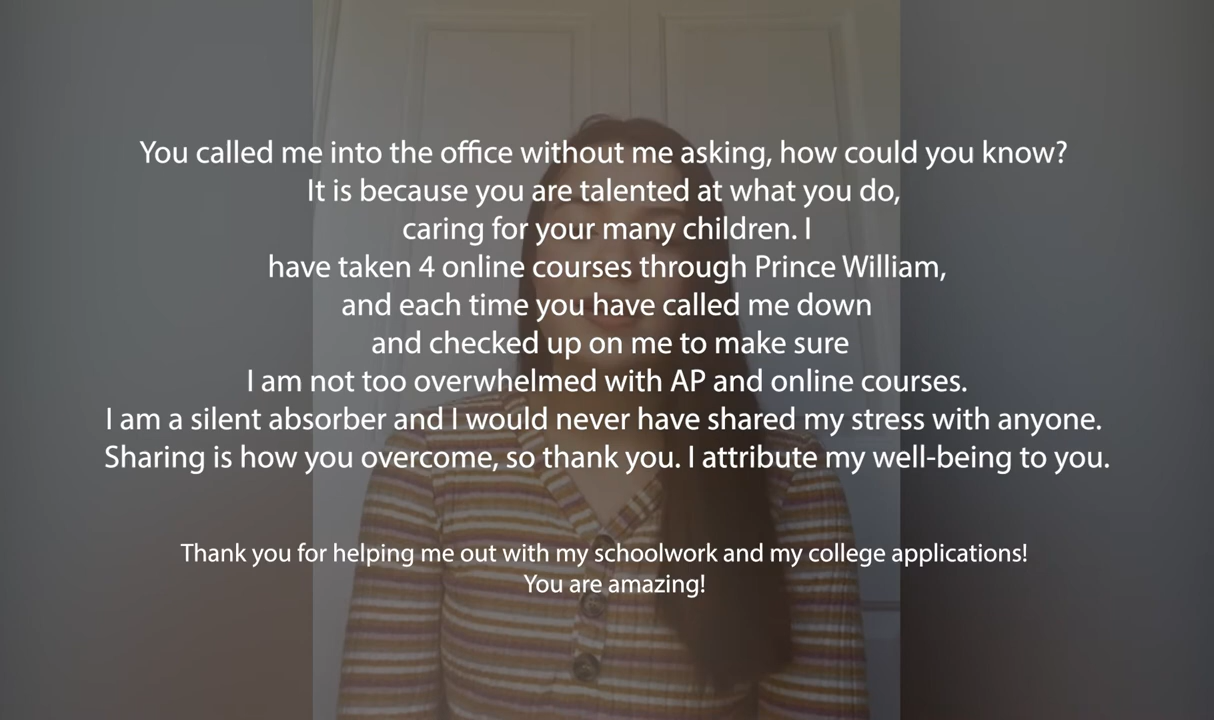 You called me into the office without me asking, how could you know?
It is because you are talented at what you do,
caring for your many children. I
have taken 4 online courses through Prince William,
and each time you have called me down
and checked up on me to make sure
I am not too overwhelmed with AP and online courses.
I am a silent absorber and I would never have shared my stress with anyone.
Sharing is how you overcome, so thank you. I attribute my well-being to you.
Thank you for helping me out with my schoolwork and my college applications!
You are amazing!